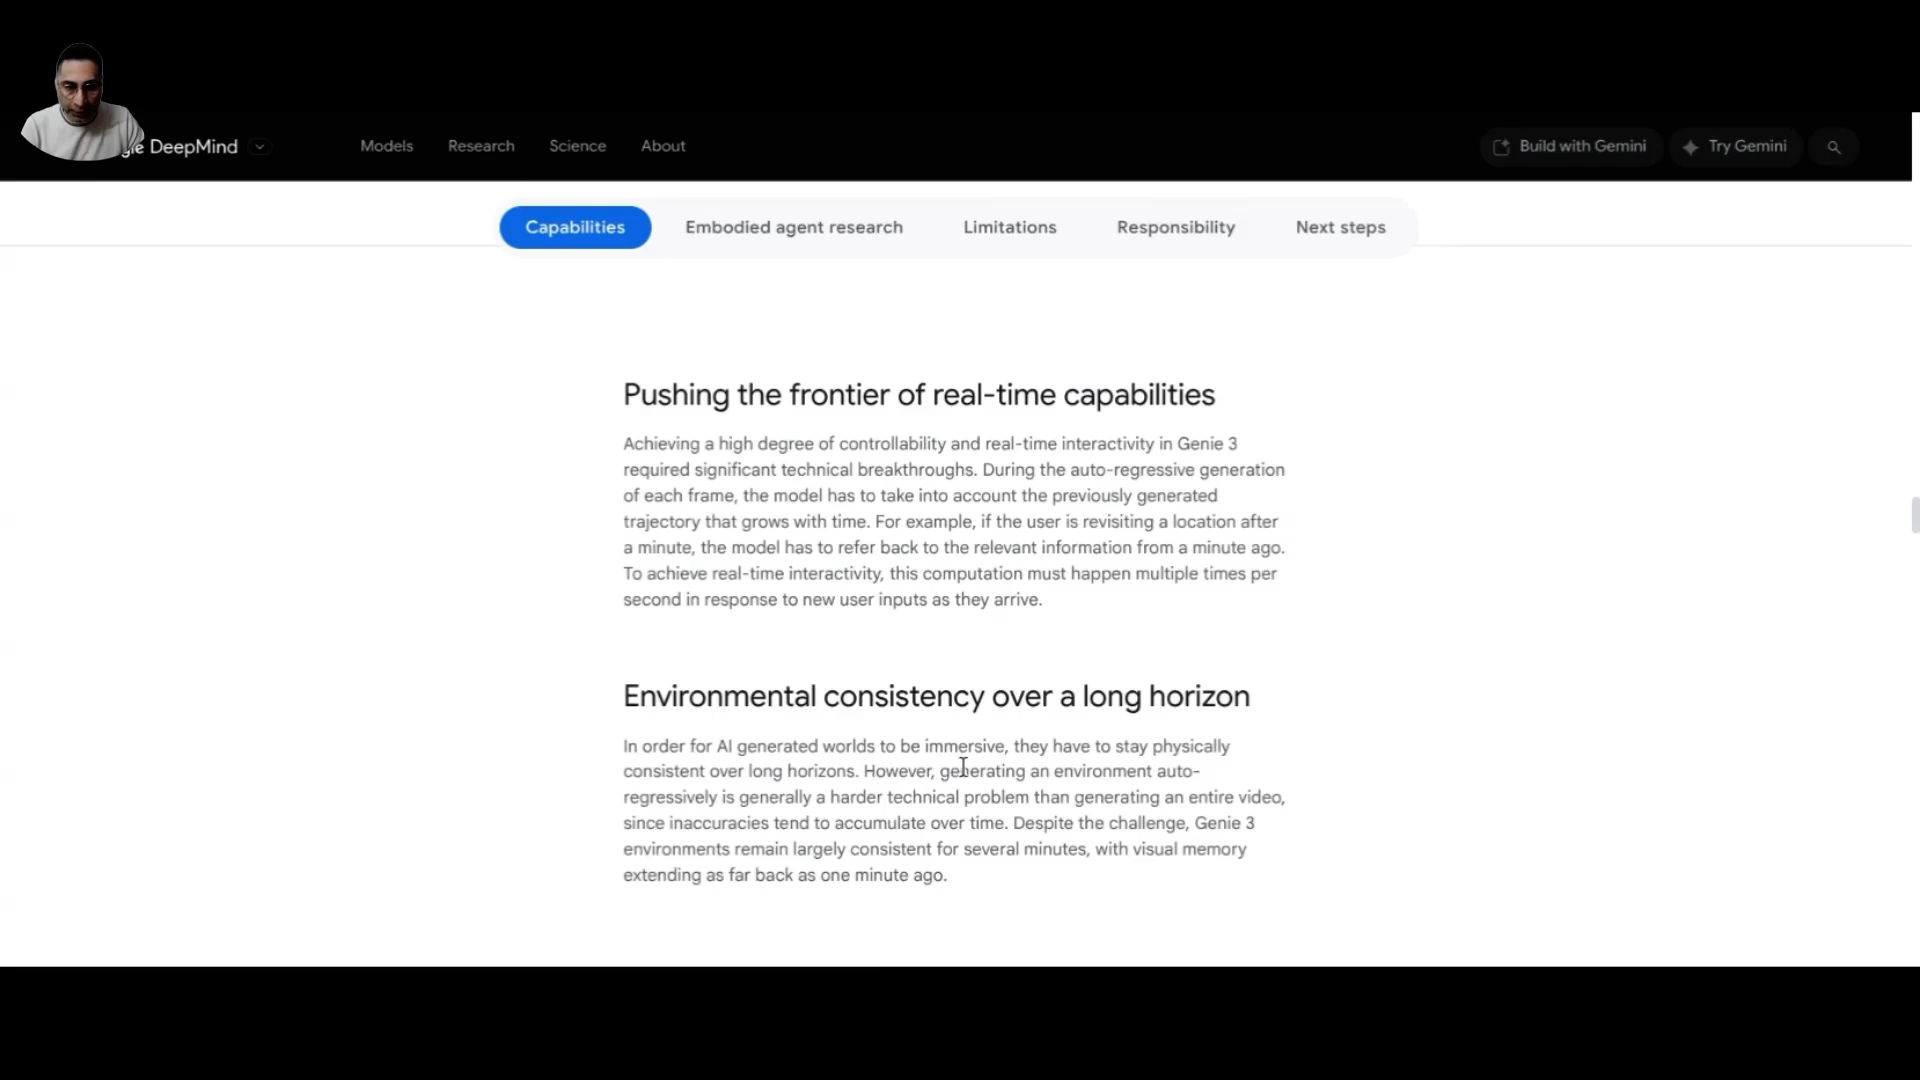 DeepMind
Models
Research
Science
About
Build with Gemini
Try Gemini
Capabilities
Embodied agent research
Limitations
Responsibility
Next steps
Pushing the frontier of real-time capabilities
Achieving a high degree of controllability and real-time interactivity in Genie 3
required significant technical breakthroughs. During the auto-regressive generation
of each frame, the model has to take into account the previously generated
trajectory that grows with time. For example, if the user is revisiting a location after
a minute, the model has to refer back to the relevant information from a minute ago.
To achieve real-time interactivity, this computation must happen multiple times per
second in response to new user inputs as they arrive.
Environmental consistency over a long horizon
In order for AI generated worlds to be immersive, they have to stay physically
consistent over long horizons. However, generating an environment auto-
regressively is generally a harder technical problem than generating an entire video,
since inaccuracies tend to accumulate over time. Despite the challenge, Genie 3
environments remain largely consistent for several minutes, with visual memory
extending as far back as one minute ago.